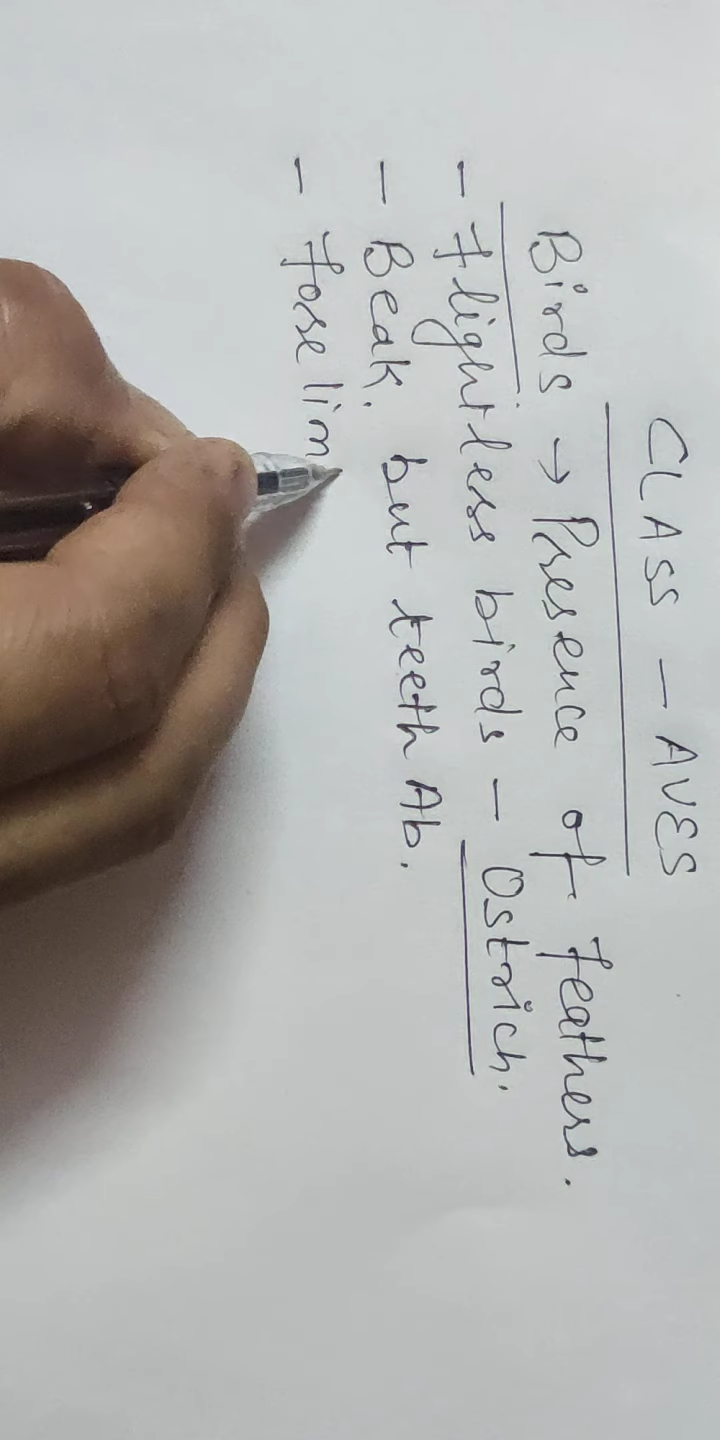 CLASS - AVES
Birds → Presence of feathers.
- flightless birds - Ostrich.
- Beak. but teeth Ab.
- fore lim